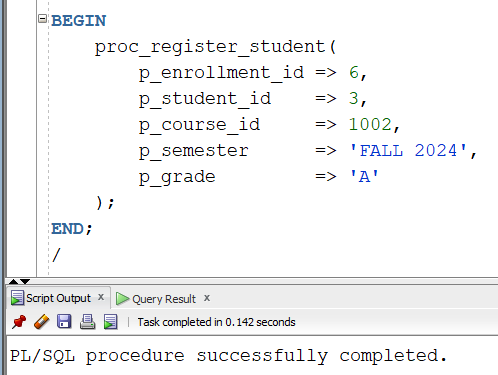 BEGIN
proc_register_student(
p_enrollment_id => 6,
p_student_id => 3,
p_course_id => 1002,
p_semester => 'FALL 2024',
p_grade => 'A'
);
END;
/
Script Output x Query Result x
Task completed in 0.142 seconds
PL/SQL procedure successfully completed.